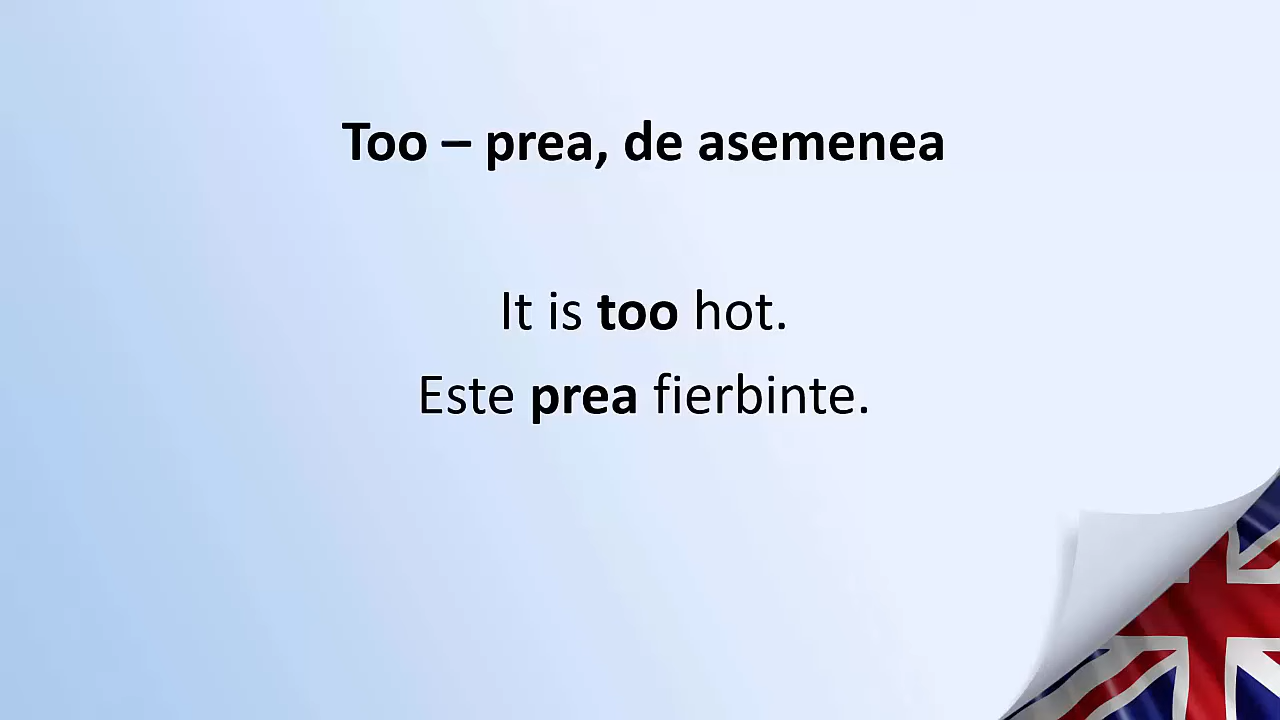 Too – prea, de asemenea
It is too hot.
Este prea fierbinte.